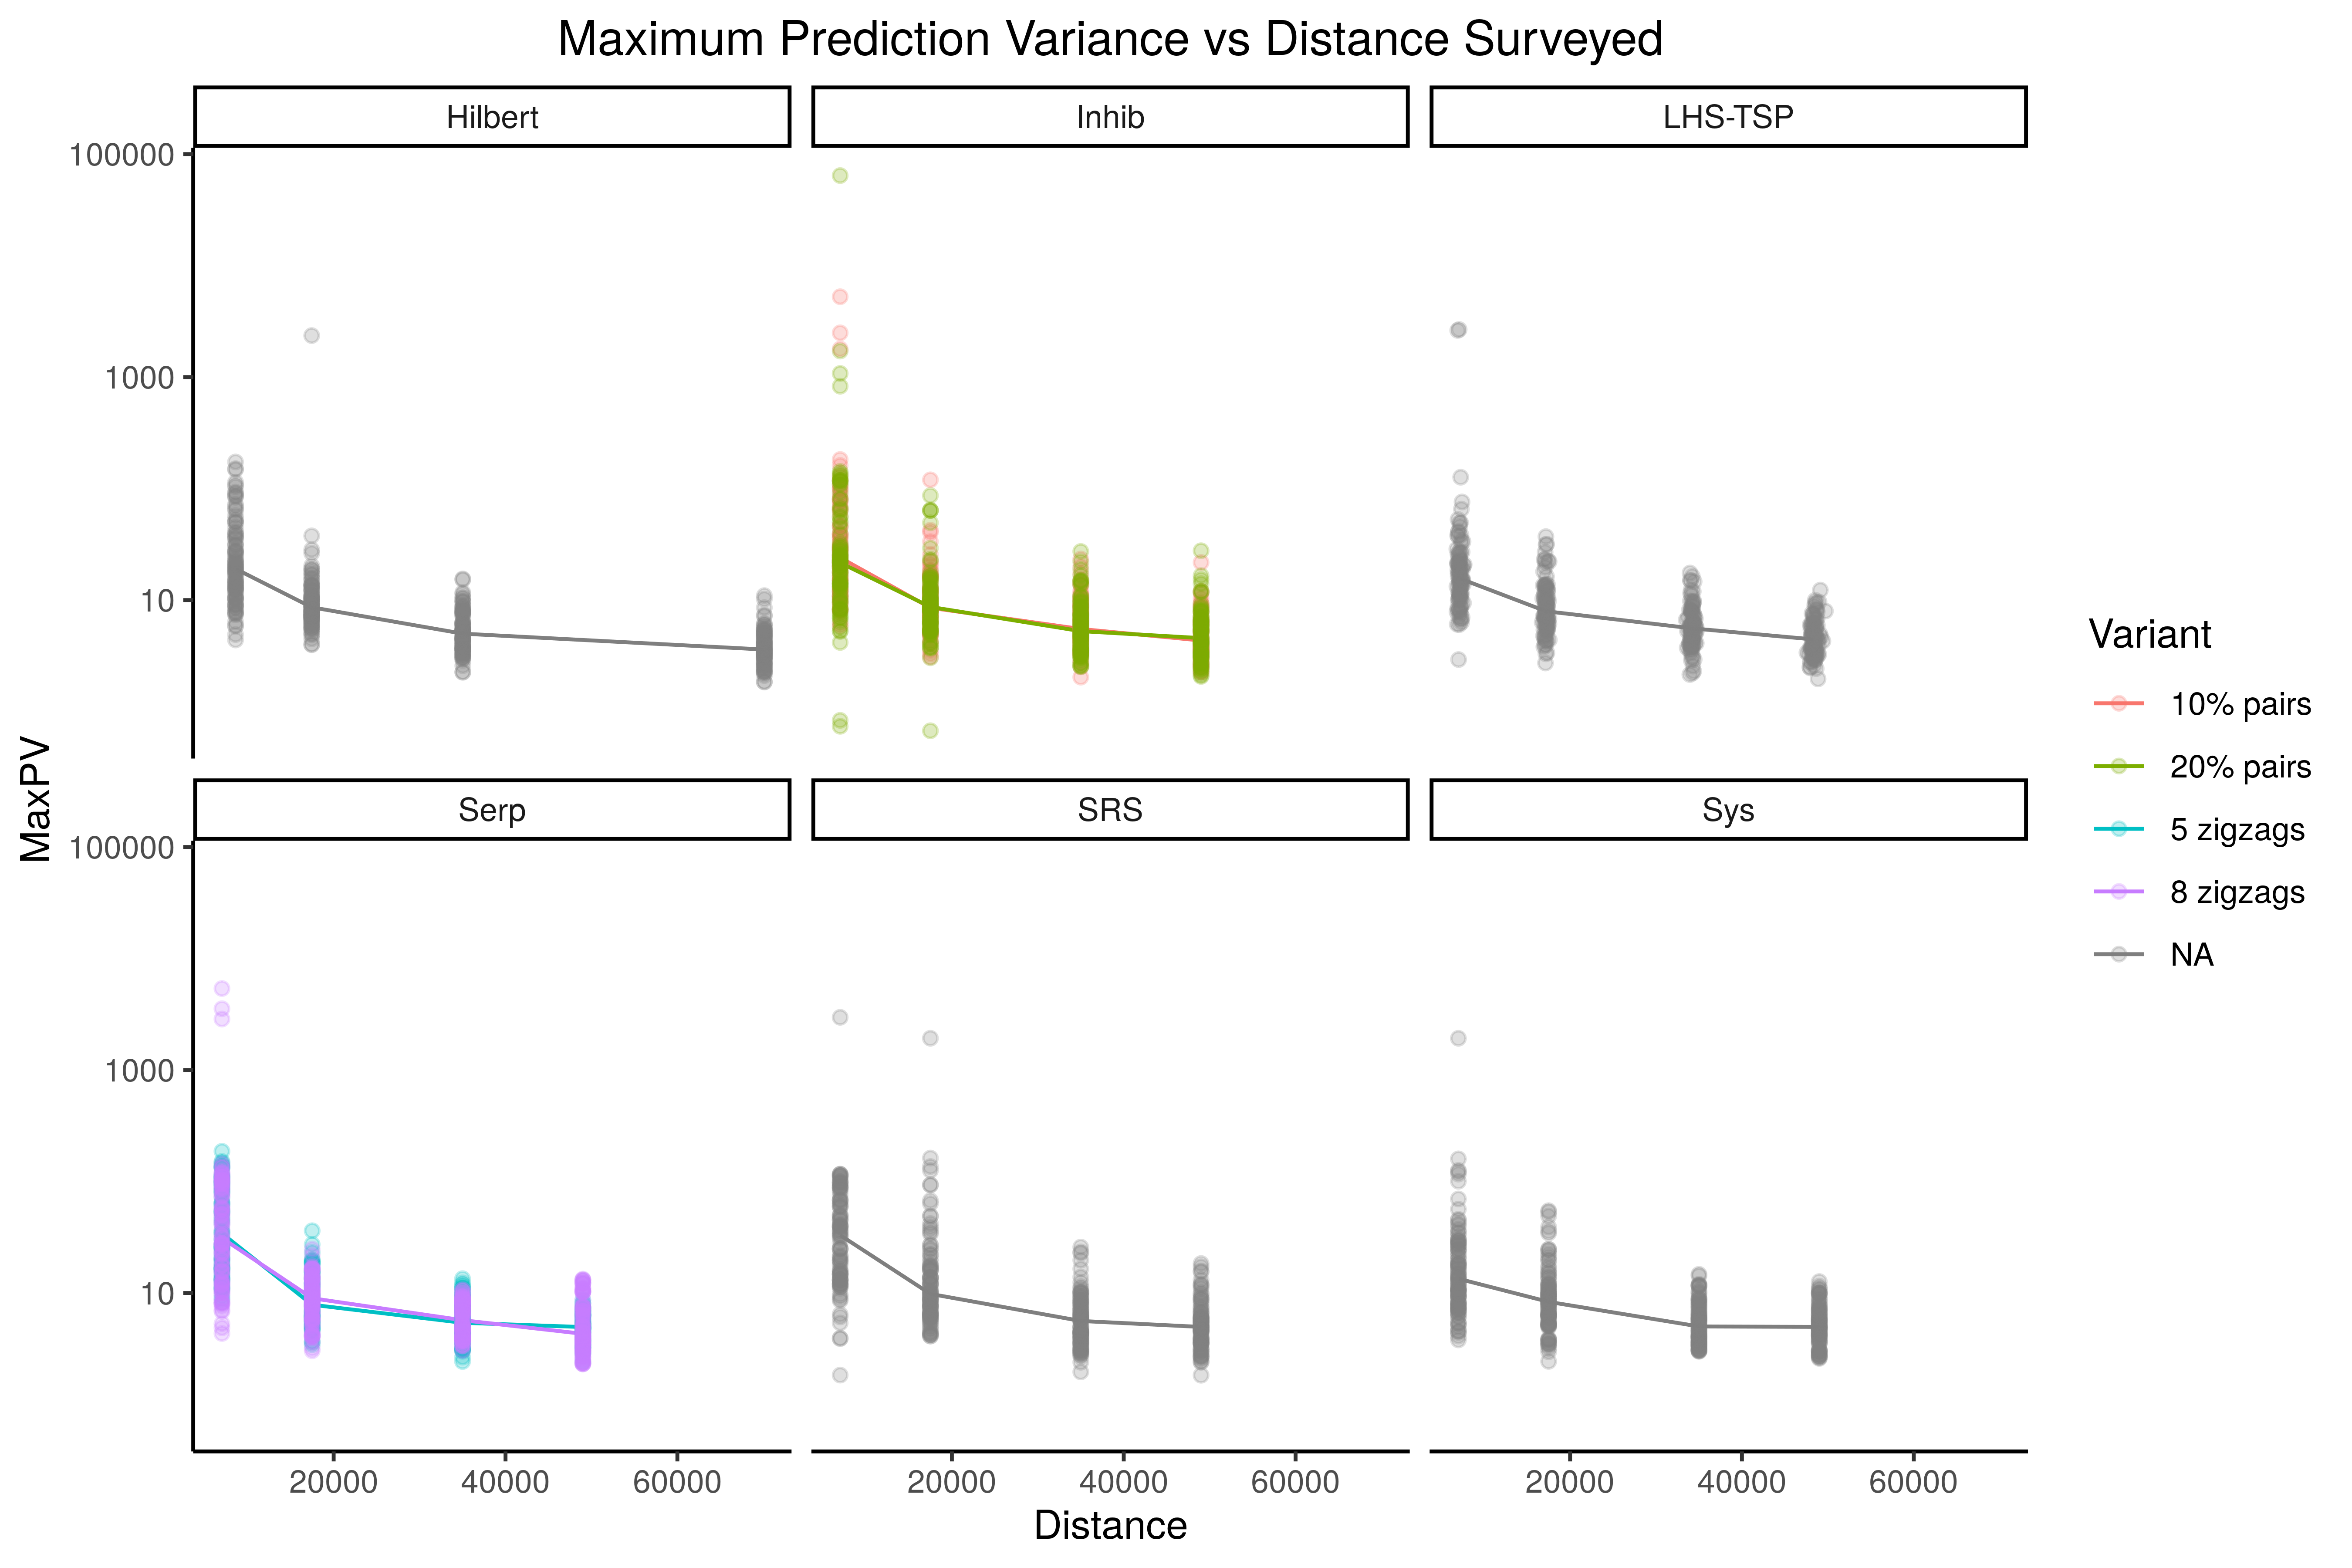 Maximum Prediction Variance vs Distance Surveyed
Hilbert
Inhib
LHS-TSP
100000
1000
10
Serp
SRS
Sys
100000
1000
10
20000 40000 60000
20000 40000 60000
20000 40000 60000
Distance
MaxPV
Variant
10% pairs
20% pairs
5 zigzags
8 zigzags
NA